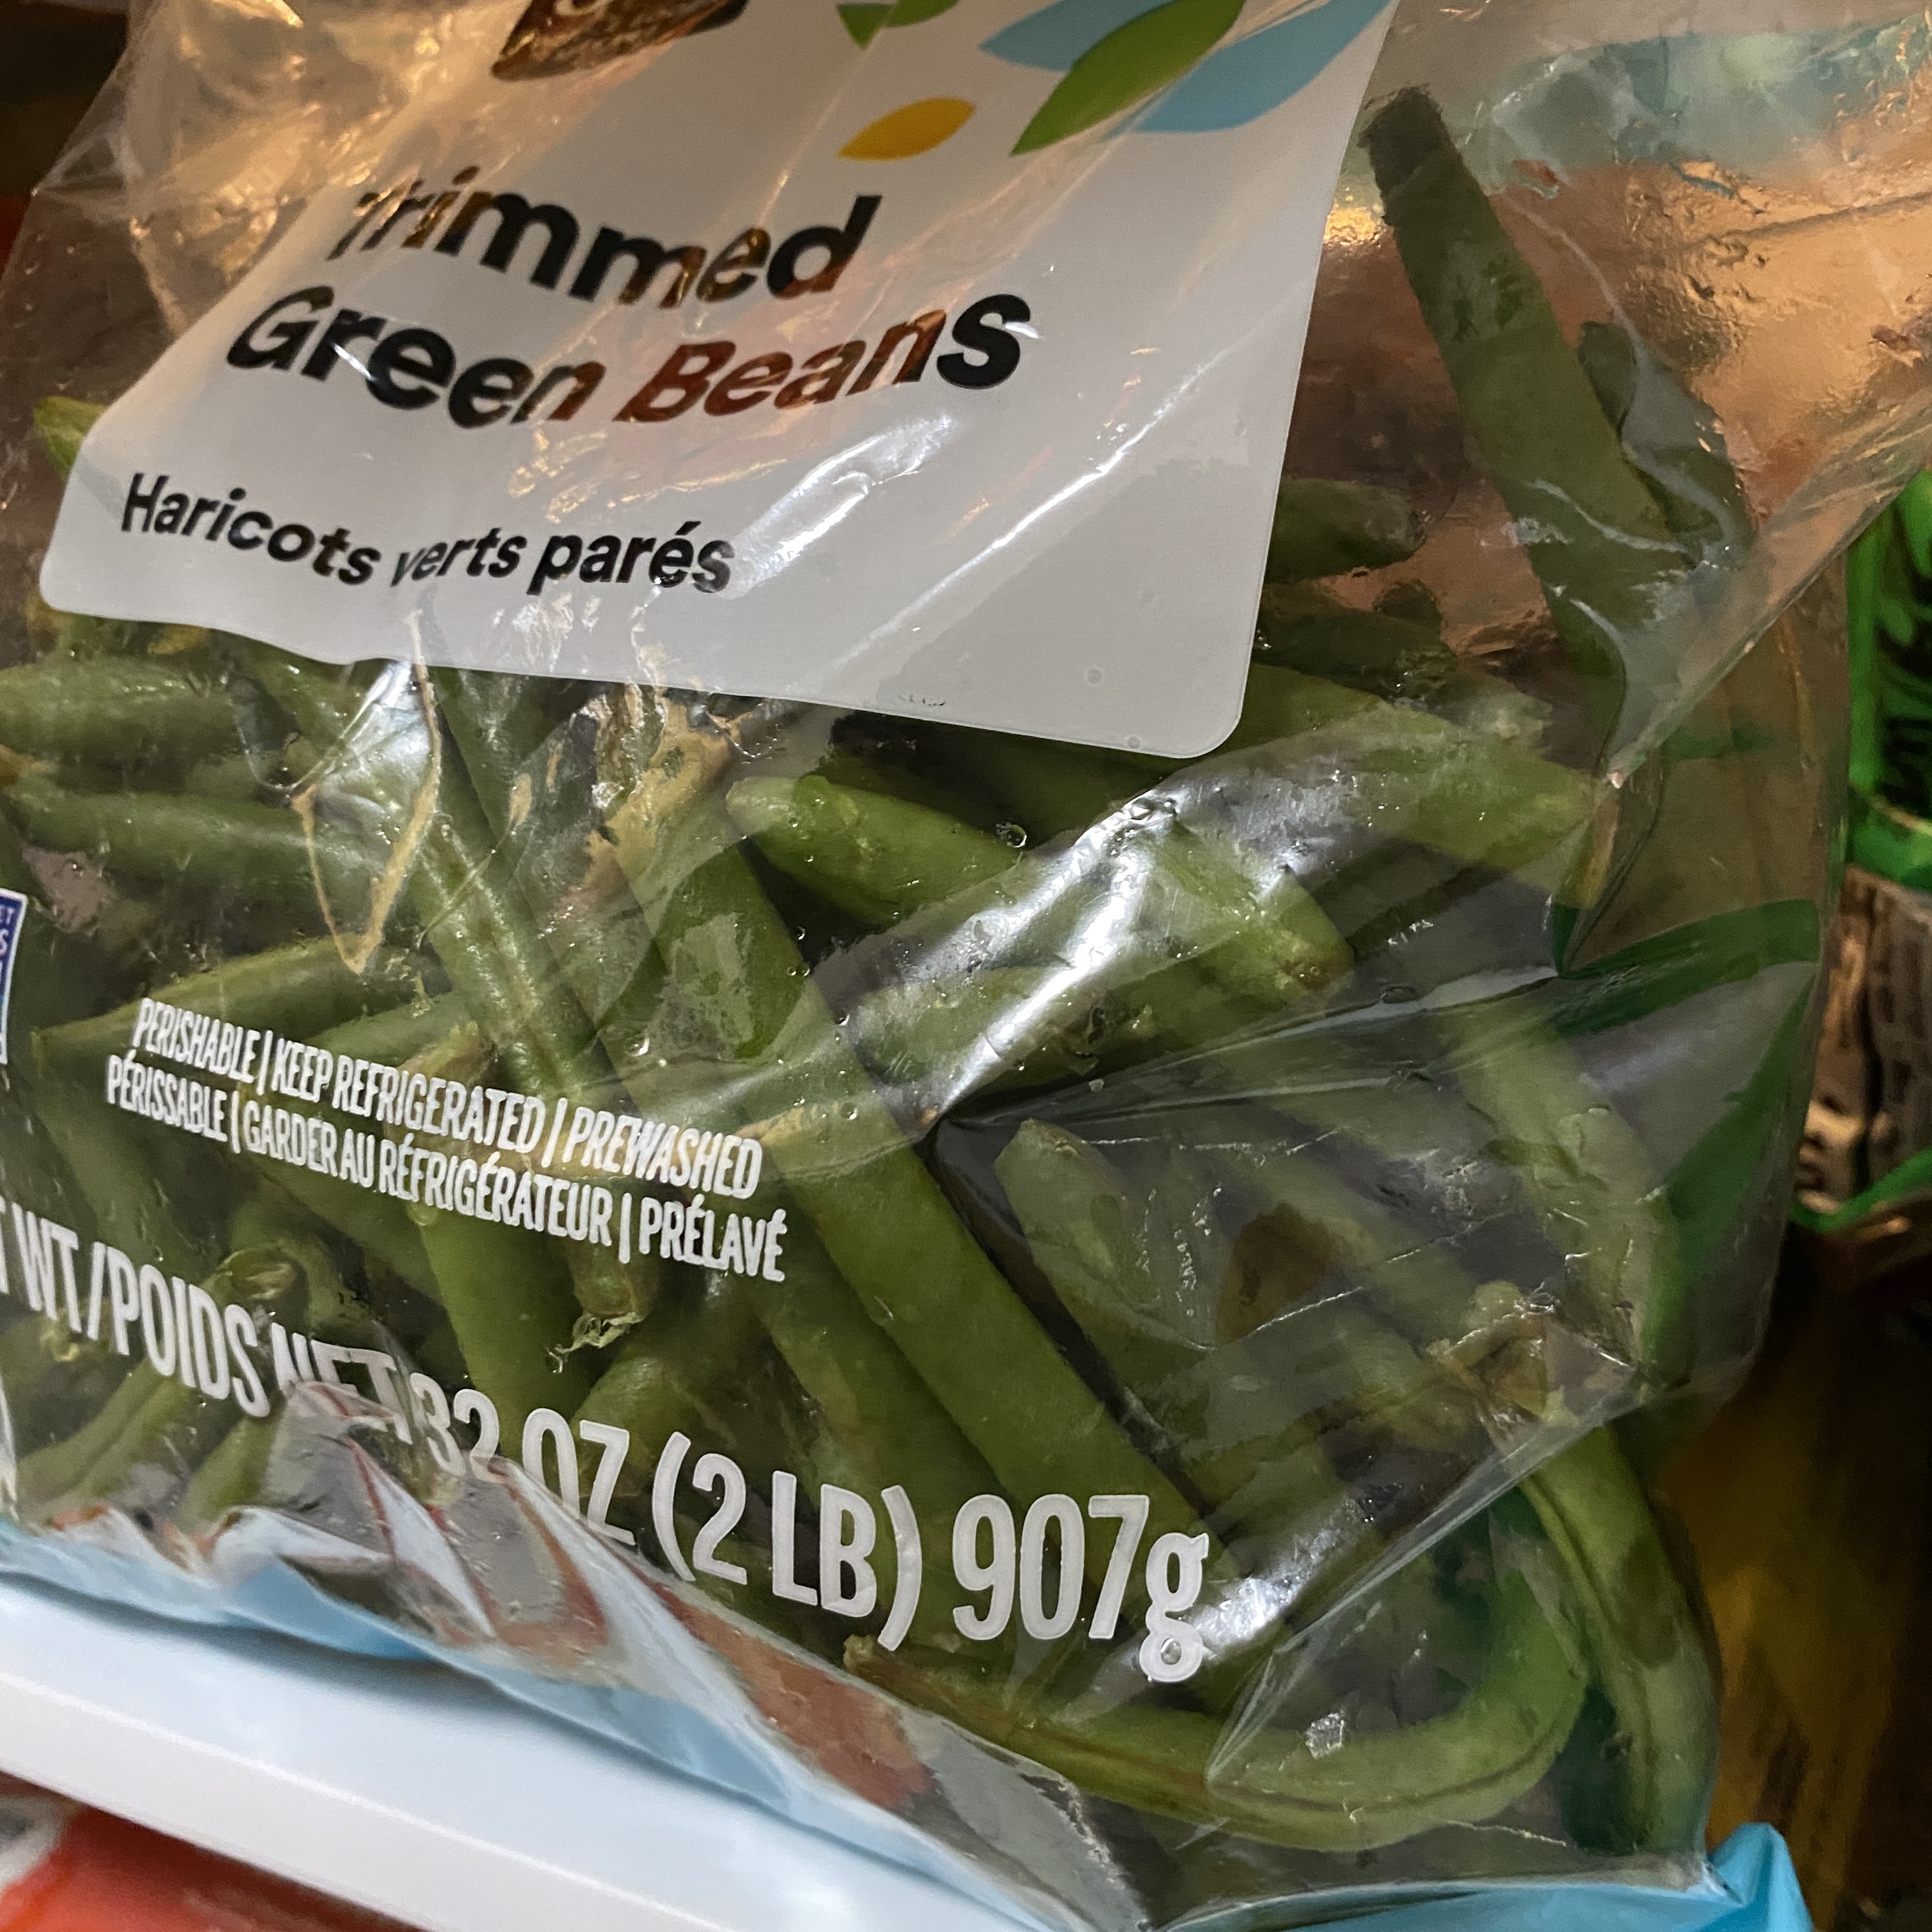 Trimmed
Green Beans
Haricots verts parés
PERISHABLE | KEEP REFRIGERATED | PREWASHED
PÉRISSABLE | GARDER AU RÉFRIGÉRATEUR | PRÉLAVÉ
WT/POIDS NET 32 OZ (2 LB) 907g